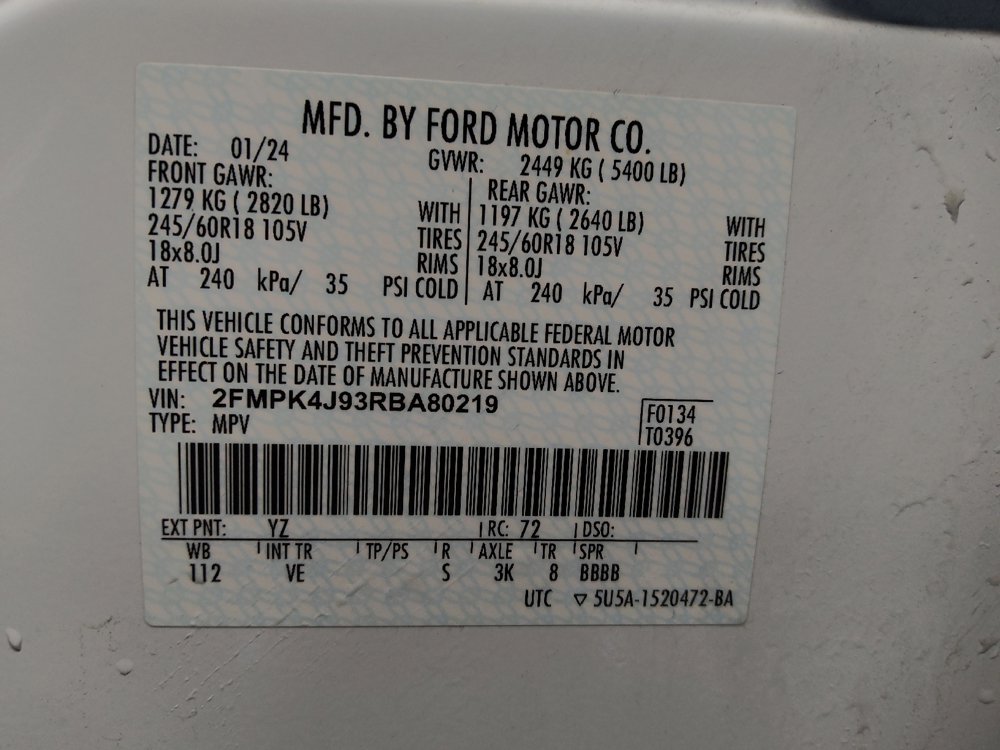 MFD. BY FORD MOTOR CO.
DATE: 01/24 GVWR: 2449 KG ( 5400 LB)
FRONT GAWR: REAR GAWR:
1279 KG ( 2820 LB) WITH 1197 KG ( 2640 LB) WITH
245/60R18 105V TIRES 245/60R18 105V TIRES
18x8.0J RIMS 18x8.0J RIMS
AT 240 kPa/ 35 PSI COLD AT 240 kPa/ 35 PSI COLD
THIS VEHICLE CONFORMS TO ALL APPLICABLE FEDERAL MOTOR
VEHICLE SAFETY AND THEFT PREVENTION STANDARDS IN
EFFECT ON THE DATE OF MANUFACTURE SHOWN ABOVE.
VIN: 2FMPK4J93RBA80219 F0134
TYPE: MPV T0396
EXT PNT: YZ RC: 72 DSO:
WB INT TR TP/PS R AXLE TR SPR
112 VE S 3K 8 BBBB
UTC ▽ 5U5A-1520472-BA